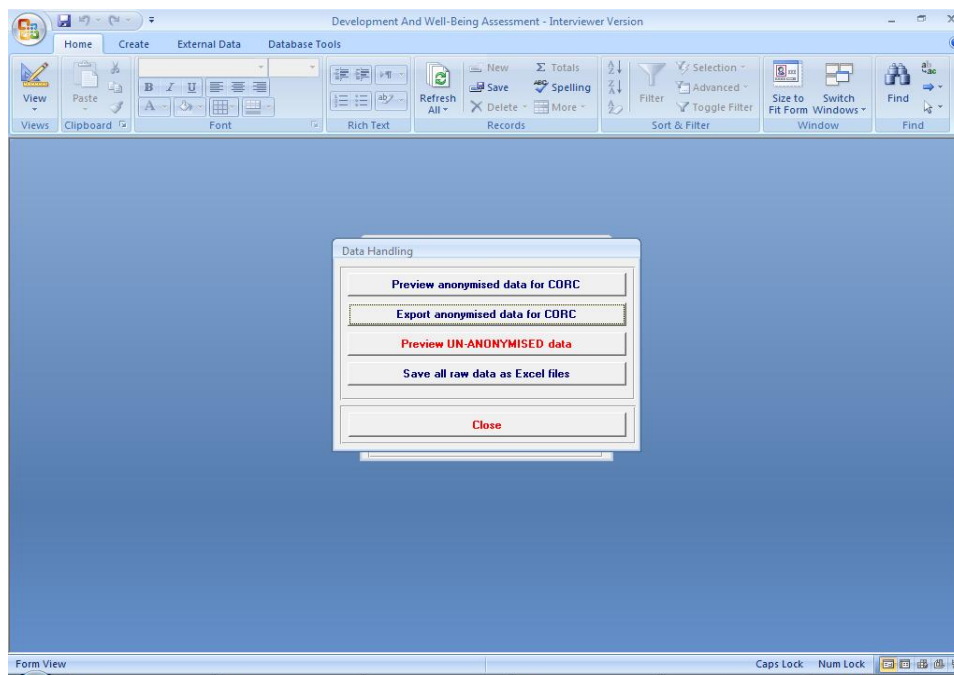 Development And Well-Being Assessment - Interviewer Version
Home Create External Data Database Tools
New Σ Totals Selection
Save Spelling Advanced
View Paste B I U Refresh All Delete More Filter Toggle Filter Size to Fit Form Switch Windows Find
Views Clipboard Font Rich Text Records Sort & Filter Window Find
Data Handling
Preview anonymised data for CORC
Export anonymised data for CORC
Preview UN-ANONYMISED data
Save all raw data as Excel files
Close
Form View Caps Lock Num Lock